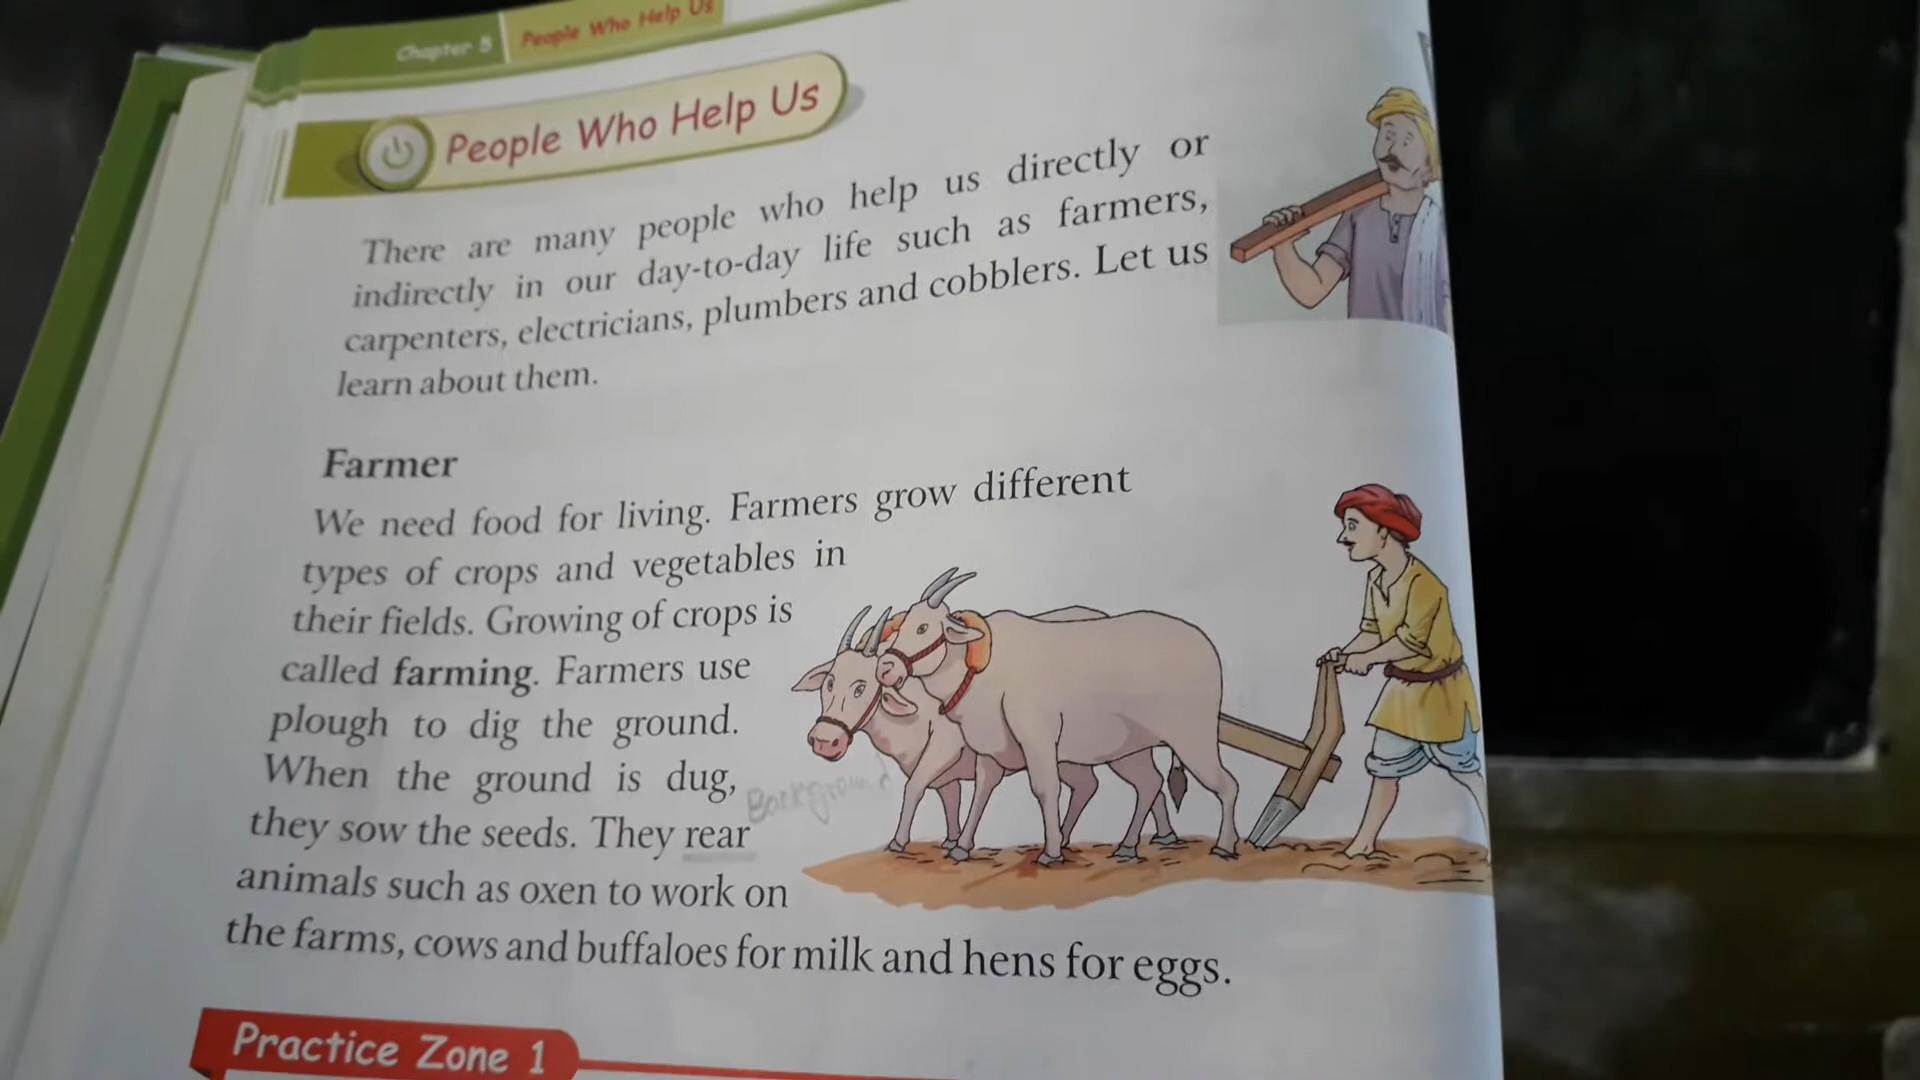 Chapter 5 People Who Help Us
People Who Help Us
There are many people who help us directly or
indirectly in our day-to-day life such as farmers,
carpenters, electricians, plumbers and cobblers. Let us
learn about them.
Farmer
We need food for living. Farmers grow different
types of crops and vegetables in
their fields. Growing of crops is
called farming. Farmers use
plough to dig the ground.
When the ground is dug,
Background
they sow the seeds. They rear
animals such as oxen to work on
the farms, cows and buffaloes for milk and hens for eggs.
Practice Zone 1